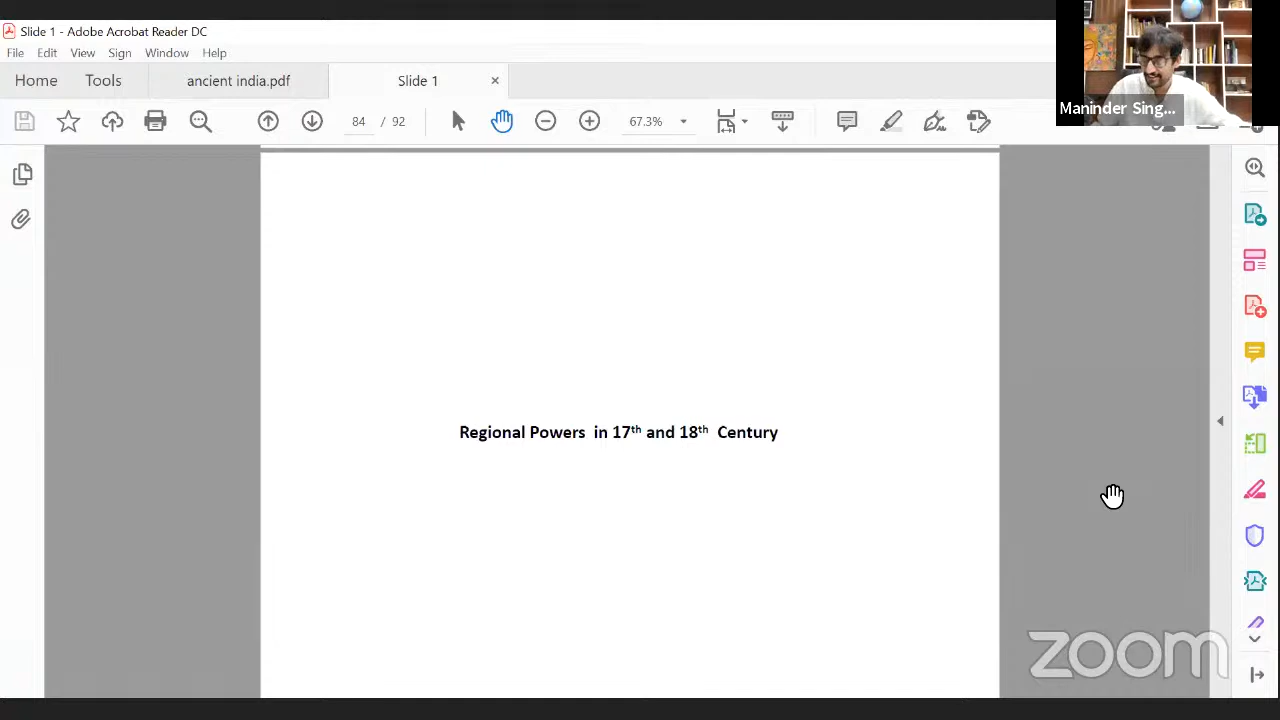 Slide 1 - Adobe Acrobat Reader DC
File Edit View Sign Window Help
Home Tools ancient india.pdf Slide 1 ×
84 / 92 67.3%
Maninder Sing...
Regional Powers in 17th and 18th Century
zoom